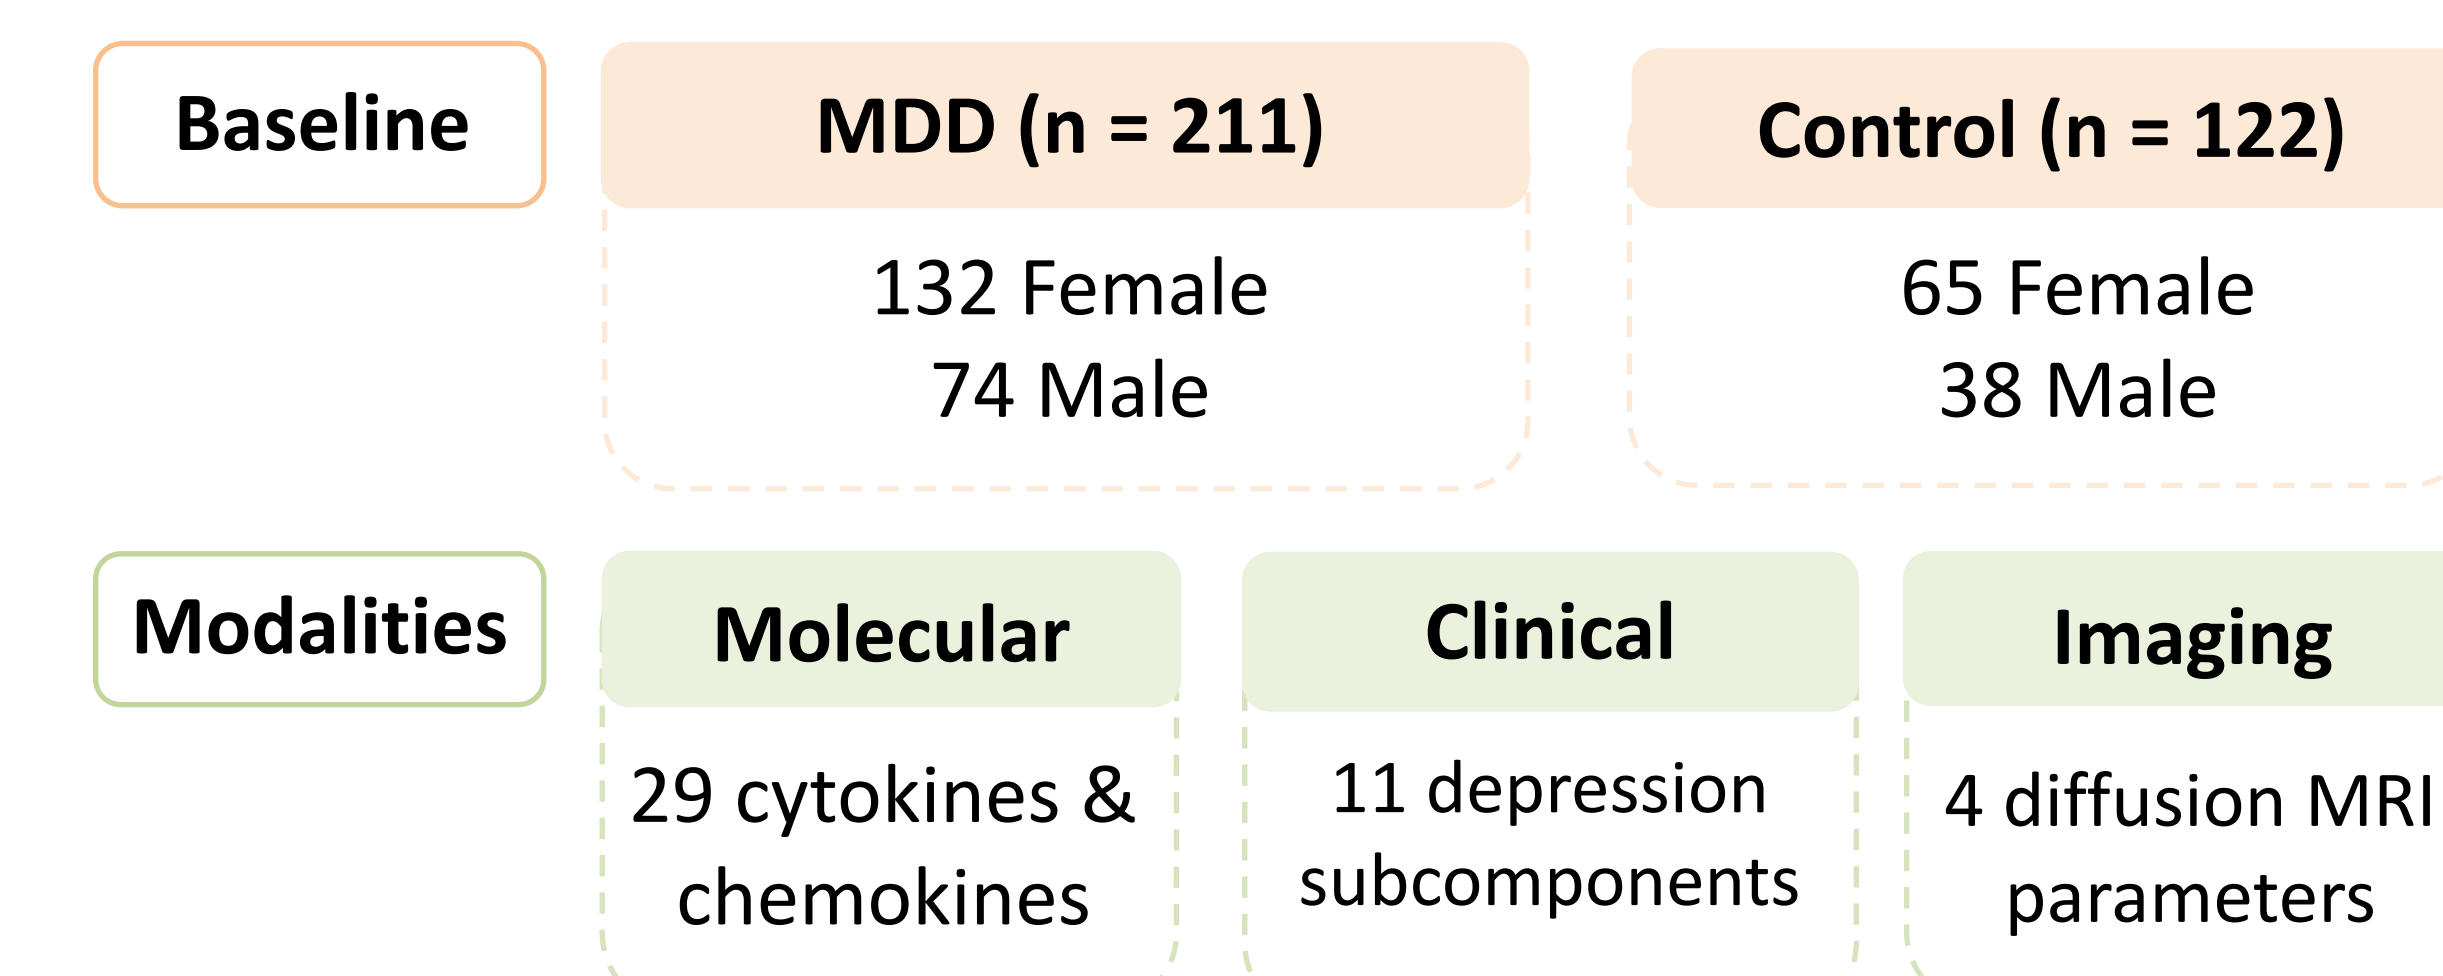 Baseline
MDD (n = 211)
Control (n = 122)
132 Female
74 Male
65 Female
38 Male
Modalities
Molecular
Clinical
Imaging
29 cytokines &
chemokines
11 depression
subcomponents
4 diffusion MRI
parameters